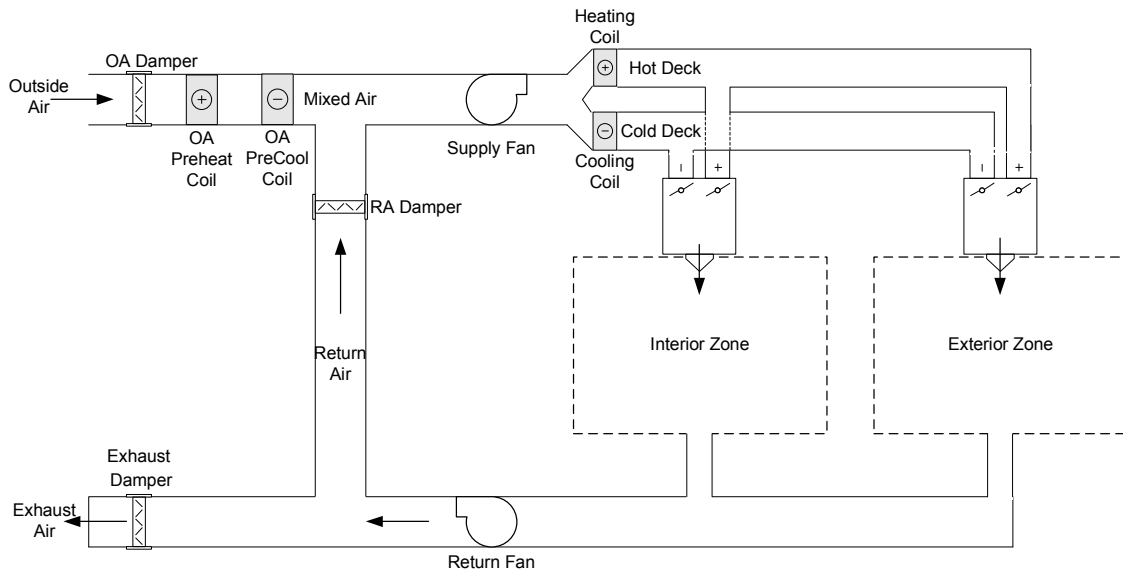 Heating
Coil
OA Damper
Outside
Air
Hot Deck
Mixed Air
OA
Preheat
Coil
OA
PreCool
Coil
Supply Fan
Cold Deck
Cooling
Coil
- +
- +
RA Damper
Return
Air
Interior Zone
Exterior Zone
Exhaust
Damper
Exhaust
Air
Return Fan